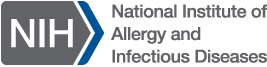 NIH
National Institute of
Allergy and
Infectious Diseases